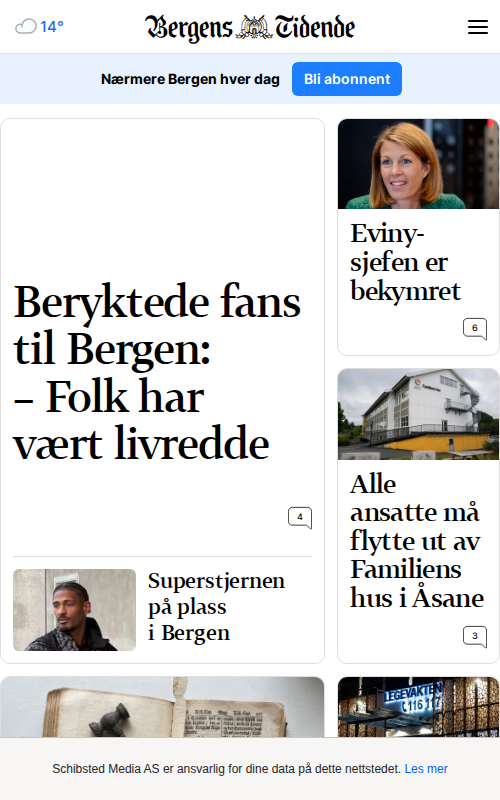 14°
Bergens Tidende
Nærmere Bergen hver dag
Bli abonnent
Beryktede fans
til Bergen:
– Folk har
vært livredde
4
Superstjernen
på plass
i Bergen
Eviny-
sjefen er
bekymret
6
Alle
ansatte må
flytte ut av
Familiens
hus i Åsane
3
LEGEVAKTEN
116 117
Schibsted Media AS er ansvarlig for dine data på dette nettstedet. Les mer